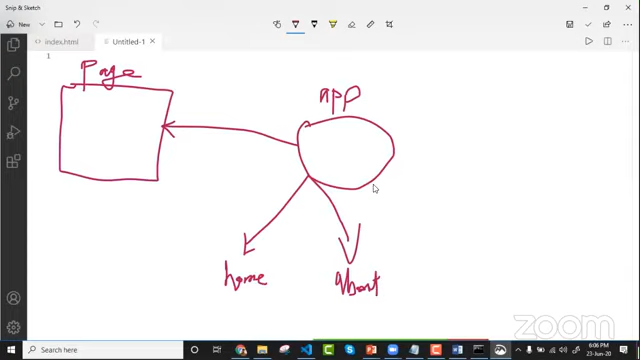 Snip & Sketch
New
index.html
Untitled-1
1
Page
app
home
about
zoom
Search here
6:06 PM
23-Jun-20